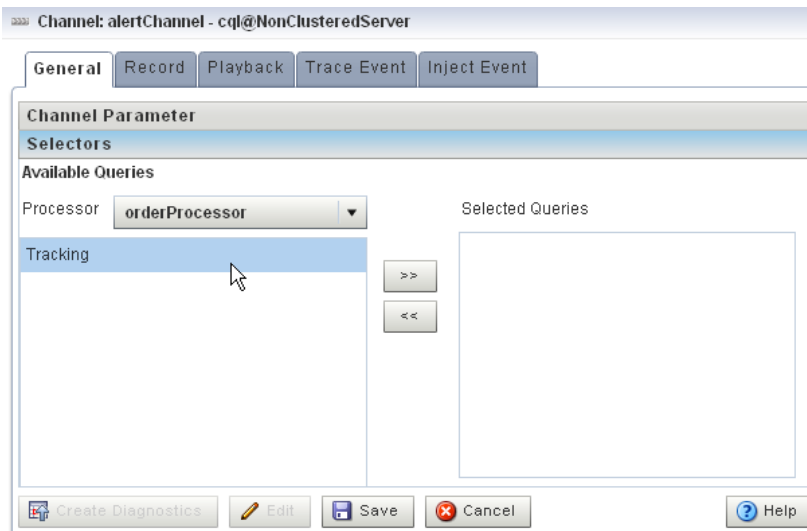 Channel: alertChannel - cql@NonClusteredServer
General Record Playback Trace Event Inject Event
Channel Parameter
Selectors
Available Queries
Processor orderProcessor Selected Queries
Tracking
>>
<<
Create Diagnostics Edit Save Cancel Help